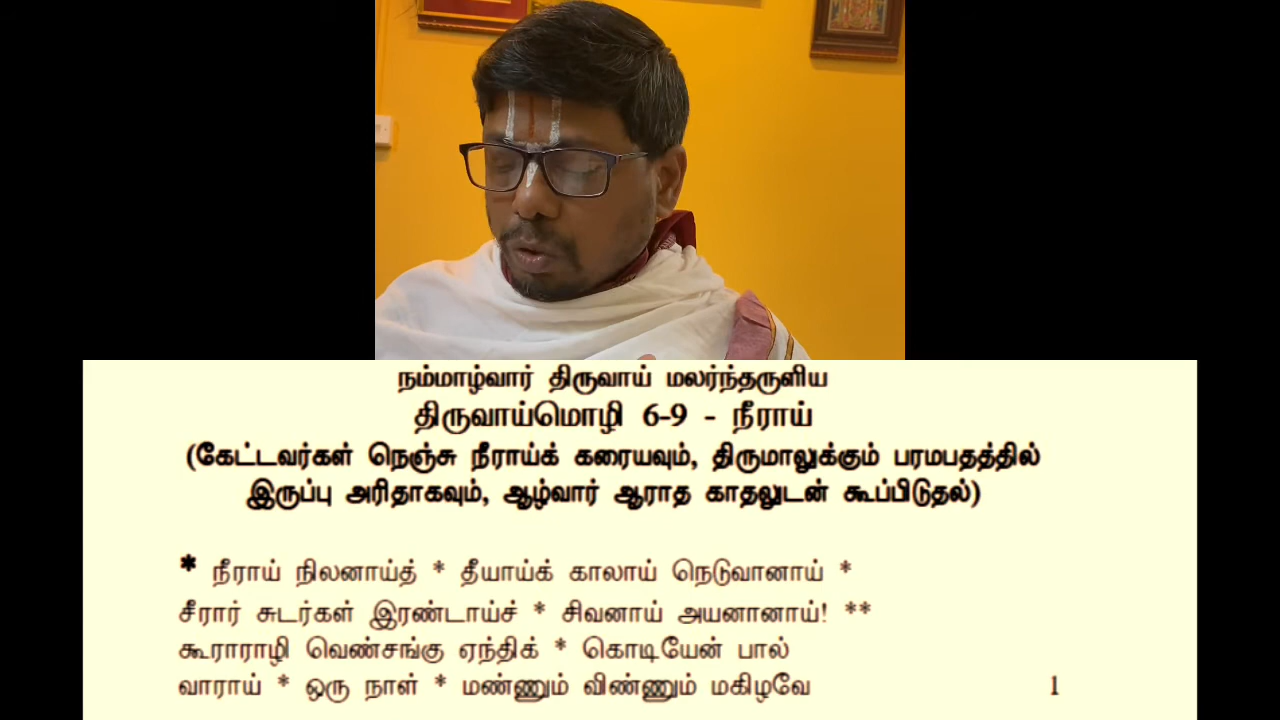 நம்மாழ்வார் திருவாய் மலர்ந்தருளிய
திருவாய்மொழி 6-9 - நீராய்
(கேட்டவர்கள் நெஞ்சு நீராய்க் கரையவும், திருமாலுக்கும் பரமபதத்தில்
இருப்பு அரிதாகவும், ஆழ்வார் ஆராத காதலுடன் கூப்பிடுதல்)
* நீராய் நிலனாய்த் * தீயாய்க் காலாய் நெடுவானாய் *
சீரார் சுடர்கள் இரண்டாய்ச் * சிவனாய் அயனானாய்! **
கூராராழி வெண்சங்கு ஏந்திக் * கொடியேன் பால்
வாராய் * ஒரு நாள் * மண்ணும் விண்ணும் மகிழவே 1